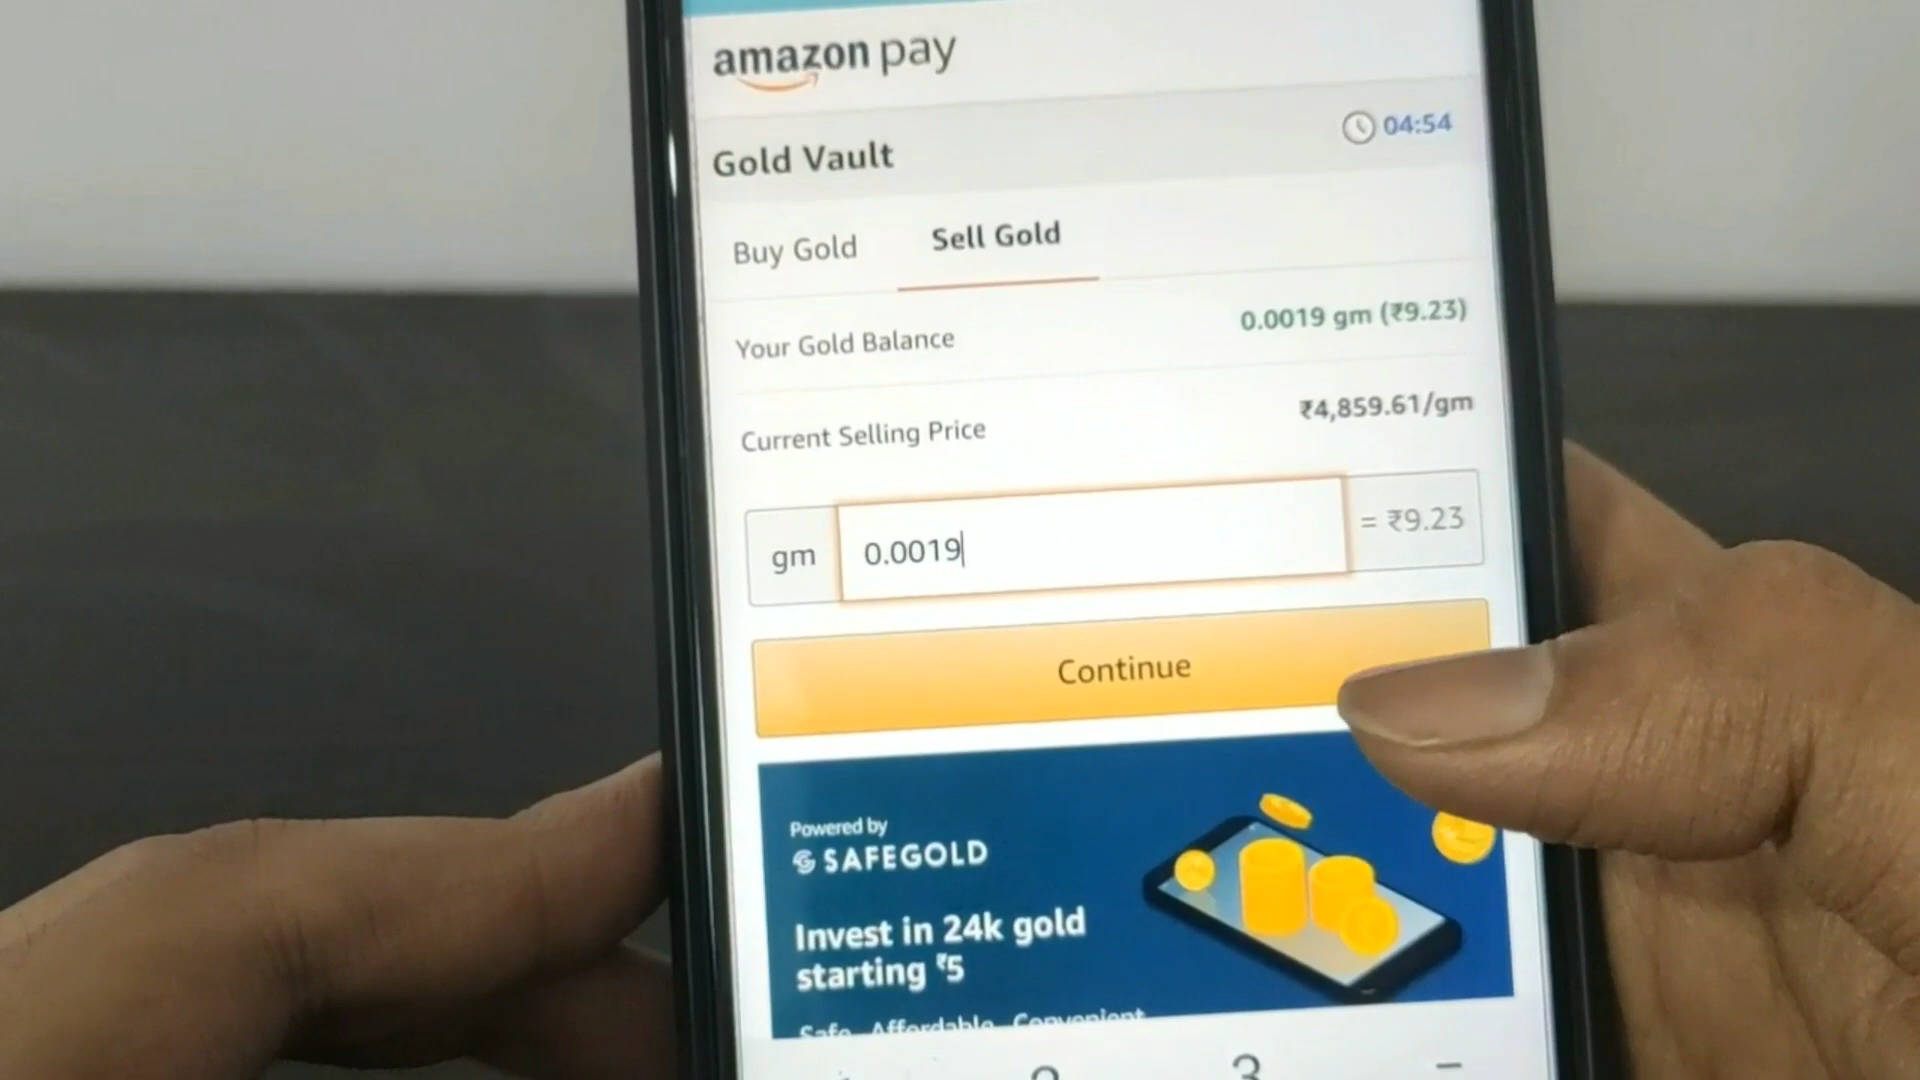 amazon pay
Gold Vault
04:54
Buy Gold
Sell Gold
Your Gold Balance
0.0019 gm (₹9.23)
Current Selling Price
₹4,859.61/gm
gm
0.0019
= ₹9.23
Continue
Powered by
SAFEGOLD
Invest in 24k gold
starting ₹5
Safe Affordable Convenient
3
-